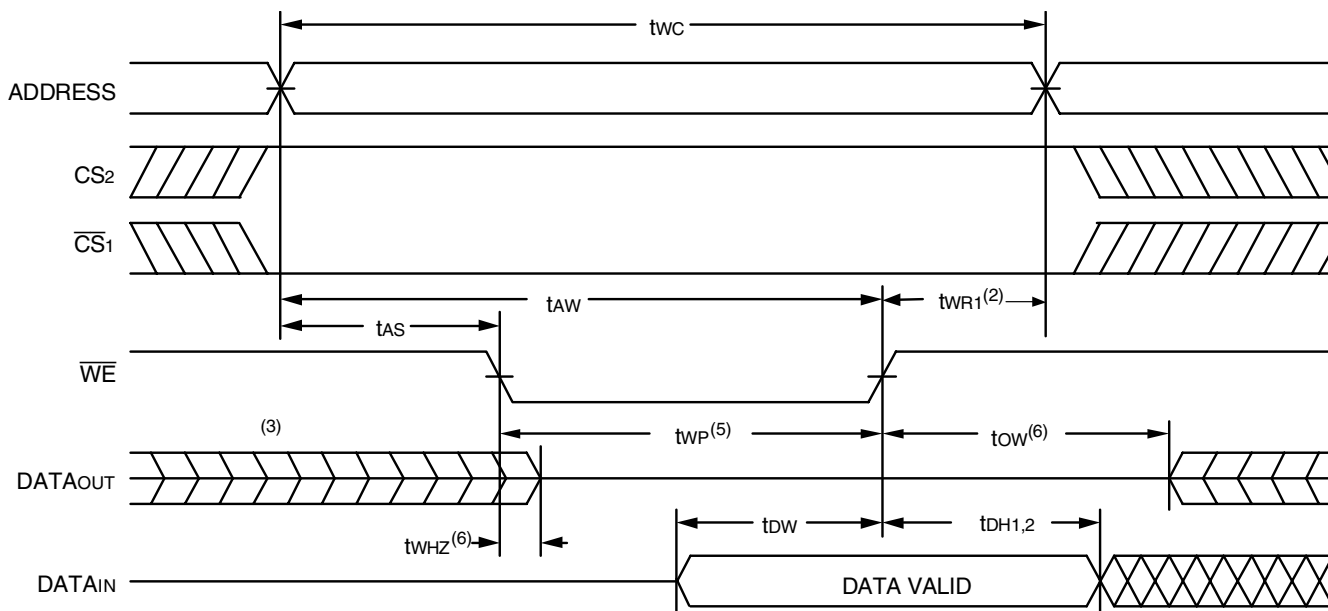 tWC
ADDRESS
CS2
CS1
tAW
tWR1(2)
tAS
WE
(3)
tWP(5)
tOW(6)
DATAOUT
tDW
tDH1,2
tWHZ(6)
DATAIN
DATA VALID